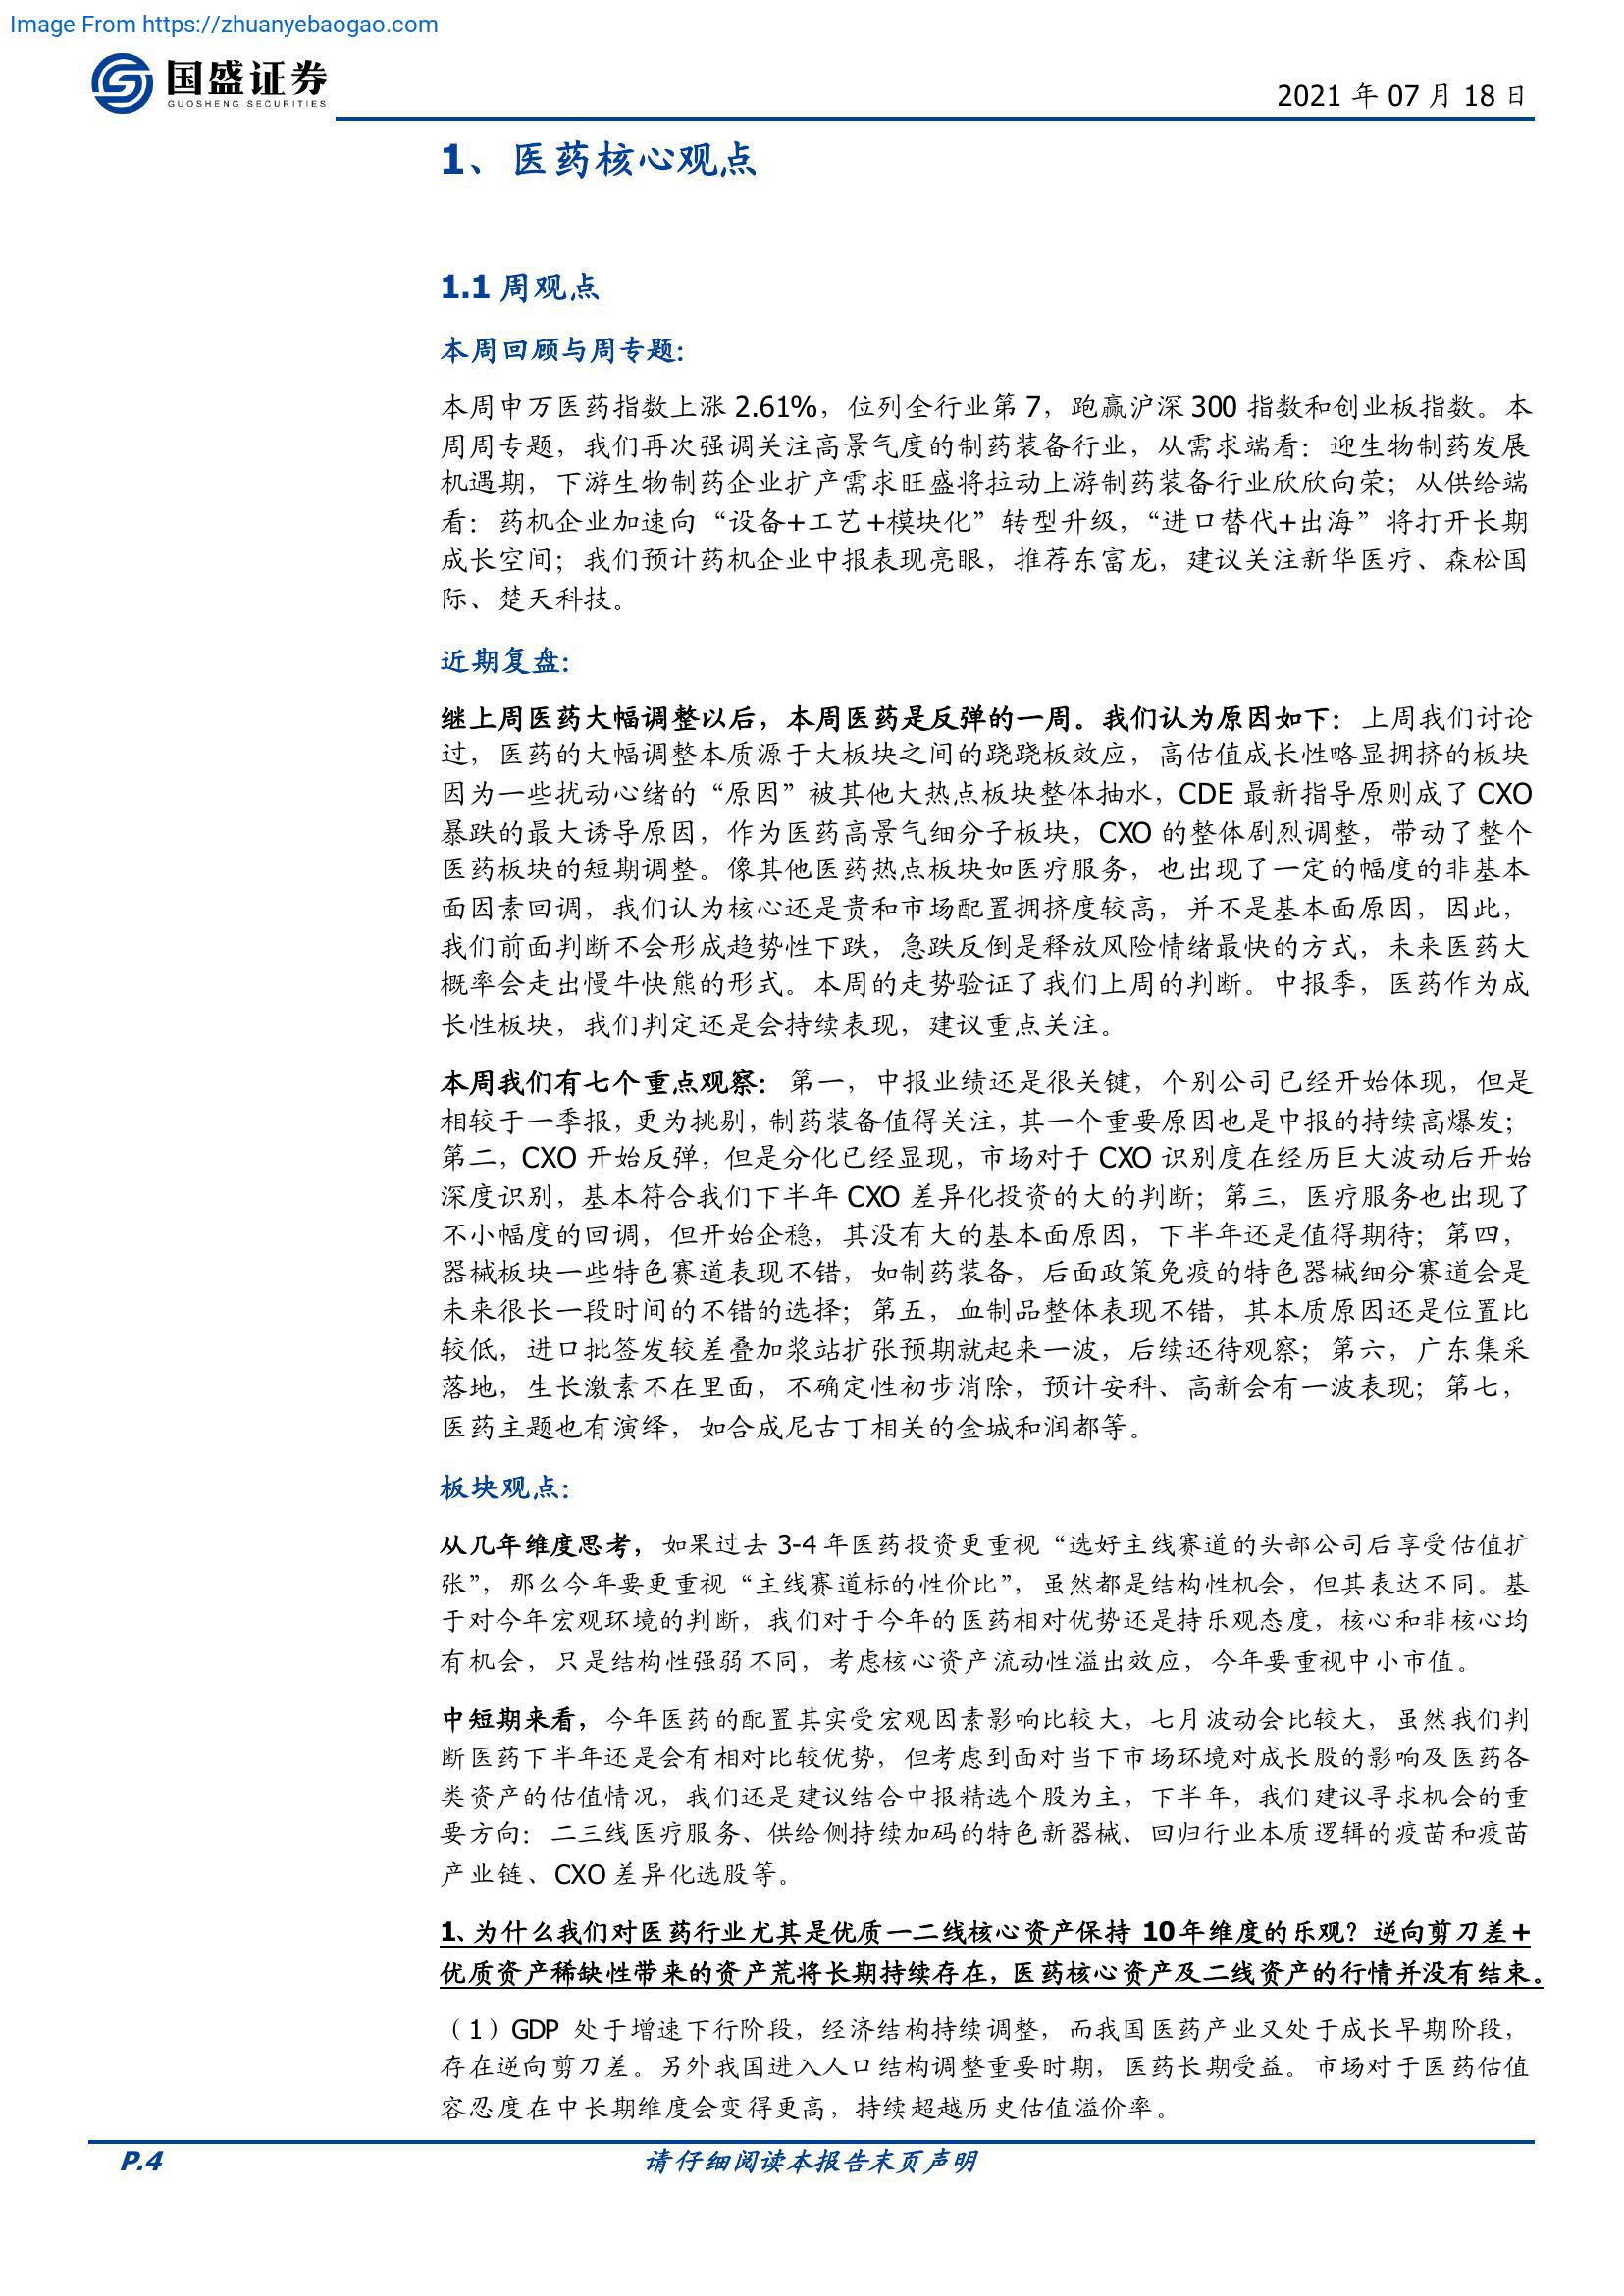 Image From https://zhuanyebaogao.com
国盛证券
GUOSHENG SECURITIES
2021 年 07 月 18 日
1、医药核心观点
1.1 周观点
本周回顾与周专题：
本周申万医药指数上涨 2.61%，位列全行业第 7，跑赢沪深 300 指数和创业板指数。本
周周专题，我们再次强调关注高景气度的制药装备行业，从需求端看：迎生物制药发展
机遇期，下游生物制药企业扩产需求旺盛将拉动上游制药装备行业欣欣向荣；从供给端
看：药机企业加速向“设备+工艺+模块化”转型升级，“进口替代+出海”将打开长期
成长空间；我们预计药机企业中报表现亮眼，推荐东富龙，建议关注新华医疗、森松国
际、楚天科技。
近期复盘：
继上周医药大幅调整以后，本周医药是反弹的一周。我们认为原因如下：上周我们讨论
过，医药的大幅调整本质源于大板块之间的跷跷板效应，高估值成长性略显拥挤的板块
因为一些扰动心绪的“原因”被其他大热点板块整体抽水，CDE 最新指导原则成了 CXO
暴跌的最大诱导原因，作为医药高景气细分子板块，CXO 的整体剧烈调整，带动了整个
医药板块的短期调整。像其他医药热点板块如医疗服务，也出现了一定的幅度的非基本
面因素回调，我们认为核心还是贵和市场配置拥挤度较高，并不是基本面原因，因此，
我们前面判断不会形成趋势性下跌，急跌反倒是释放风险情绪最快的方式，未来医药大
概率会走出慢牛快熊的形式。本周的走势验证了我们上周的判断。中报季，医药作为成
长性板块，我们判定还是会持续表现，建议重点关注。
本周我们有七个重点观察：第一，中报业绩还是很关键，个别公司已经开始体现，但是
相较于一季报，更为挑剔，制药装备值得关注，其一个重要原因也是中报的持续高爆发；
第二，CXO 开始反弹，但是分化已经显现，市场对于 CXO 识别度在经历巨大波动后开始
深度识别，基本符合我们下半年 CXO 差异化投资的大的判断；第三，医疗服务也出现了
不小幅度的回调，但开始企稳，其没有大的基本面原因，下半年还是值得期待；第四，
器械板块一些特色赛道表现不错，如制药装备，后面政策免疫的特色器械细分赛道会是
未来很长一段时间的不错的选择；第五，血制品整体表现不错，其本质原因还是位置比
较低，进口批签发较差叠加浆站扩张预期就起来一波，后续还待观察；第六，广东集采
落地，生长激素不在里面，不确定性初步消除，预计安科、高新会有一波表现；第七，
医药主题也有演绎，如合成尼古丁相关的金城和润都等。
板块观点：
从几年维度思考，如果过去 3-4 年医药投资更重视“选好主线赛道的头部公司后享受估值扩
张”，那么今年要更重视“主线赛道标的性价比”，虽然都是结构性机会，但其表达不同。基
于对今年宏观环境的判断，我们对于今年的医药相对优势还是持乐观态度，核心和非核心均
有机会，只是结构性强弱不同，考虑核心资产流动性溢出效应，今年要重视中小市值。
中短期来看，今年医药的配置其实受宏观因素影响比较大，七月波动会比较大，虽然我们判
断医药下半年还是会有相对比较优势，但考虑到面对当下市场环境对成长股的影响及医药各
类资产的估值情况，我们还是建议结合中报精选个股为主，下半年，我们建议寻求机会的重
要方向：二三线医疗服务、供给侧持续加码的特色新器械、回归行业本质逻辑的疫苗和疫苗
产业链、CXO 差异化选股等。
1、为什么我们对医药行业尤其是优质一二线核心资产保持 10 年维度的乐观？逆向剪刀差+
优质资产稀缺性带来的资产荒将长期持续存在，医药核心资产及二线资产的行情并没有结束。
（1）GDP 处于增速下行阶段，经济结构持续调整，而我国医药产业又处于成长早期阶段，
存在逆向剪刀差。另外我国进入人口结构调整重要时期，医药长期受益。市场对于医药估值
容忍度在中长期维度会变得更高，持续超越历史估值溢价率。
P.4
请仔细阅读本报告末页声明